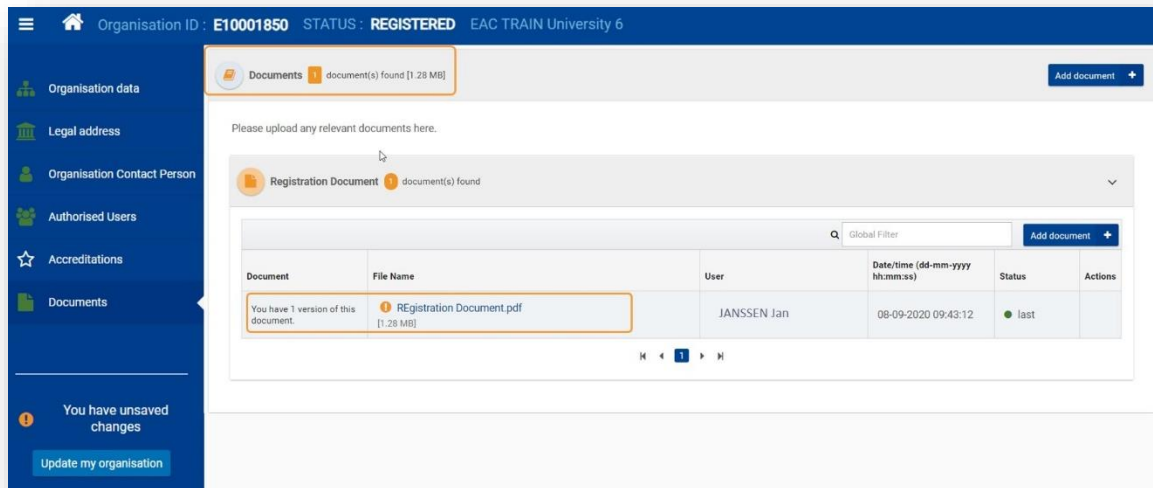 Organisation ID : E10001850 STATUS : REGISTERED EAC TRAIN University 6
Organisation data
Legal address
Organisation Contact Person
Authorised Users
Accreditations
Documents
You have unsaved
changes
Update my organisation
Documents 1 document(s) found [1.28 MB]
Add document +
Please upload any relevant documents here.
Registration Document 1 document(s) found
Global Filter
Add document +
Document File Name User Date/time (dd-mm-yyyy hh:mm:ss) Status Actions
You have 1 version of this
document.
REgistration Document.pdf
[1.28 MB]
JANSSEN Jan
08-09-2020 09:43:12
last
1